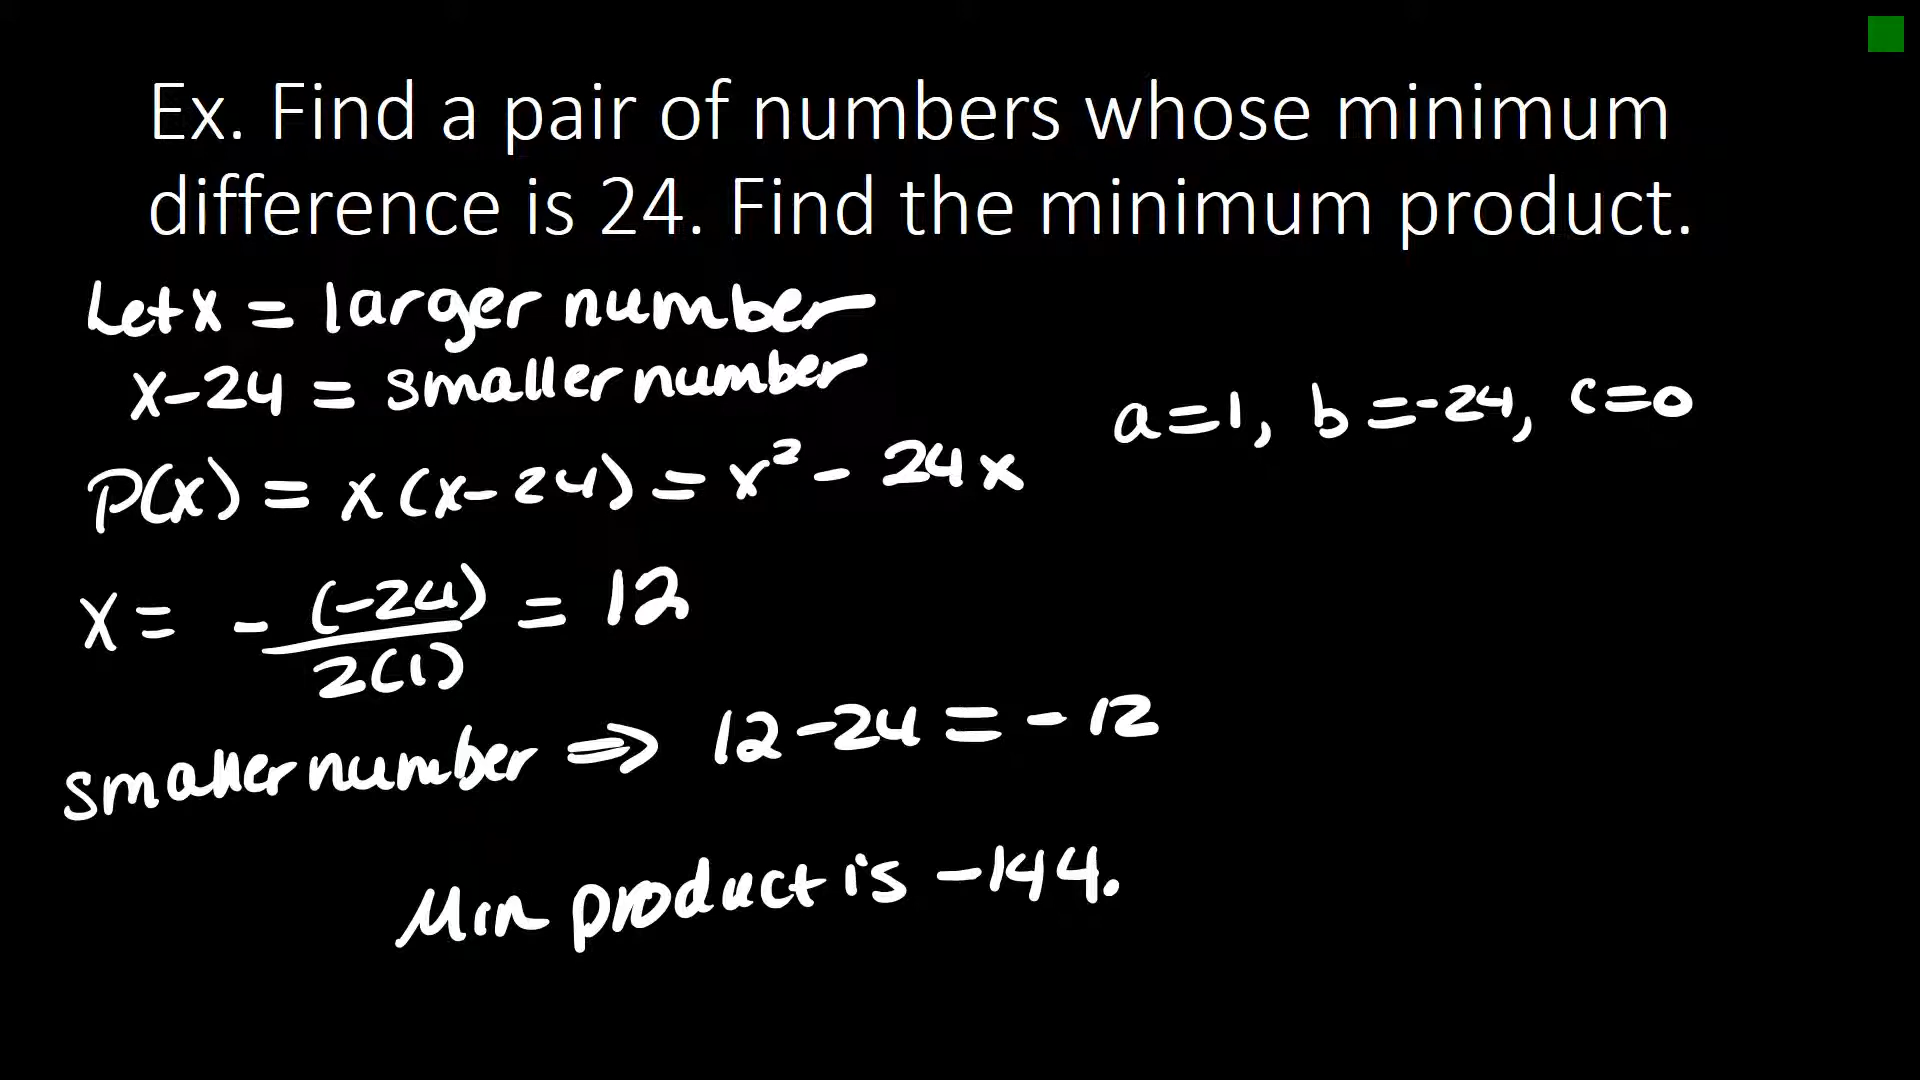 Ex. Find a pair of numbers whose minimum
difference is 24. Find the minimum product.
Let x = larger number
x-24 = smaller number
a=1, b=-24, c=0
P(x) = x(x-24) = x² - 24x
x = -(-24)/2(1) = 12
smaller number ⇒ 12-24 = -12
Min product is -144.